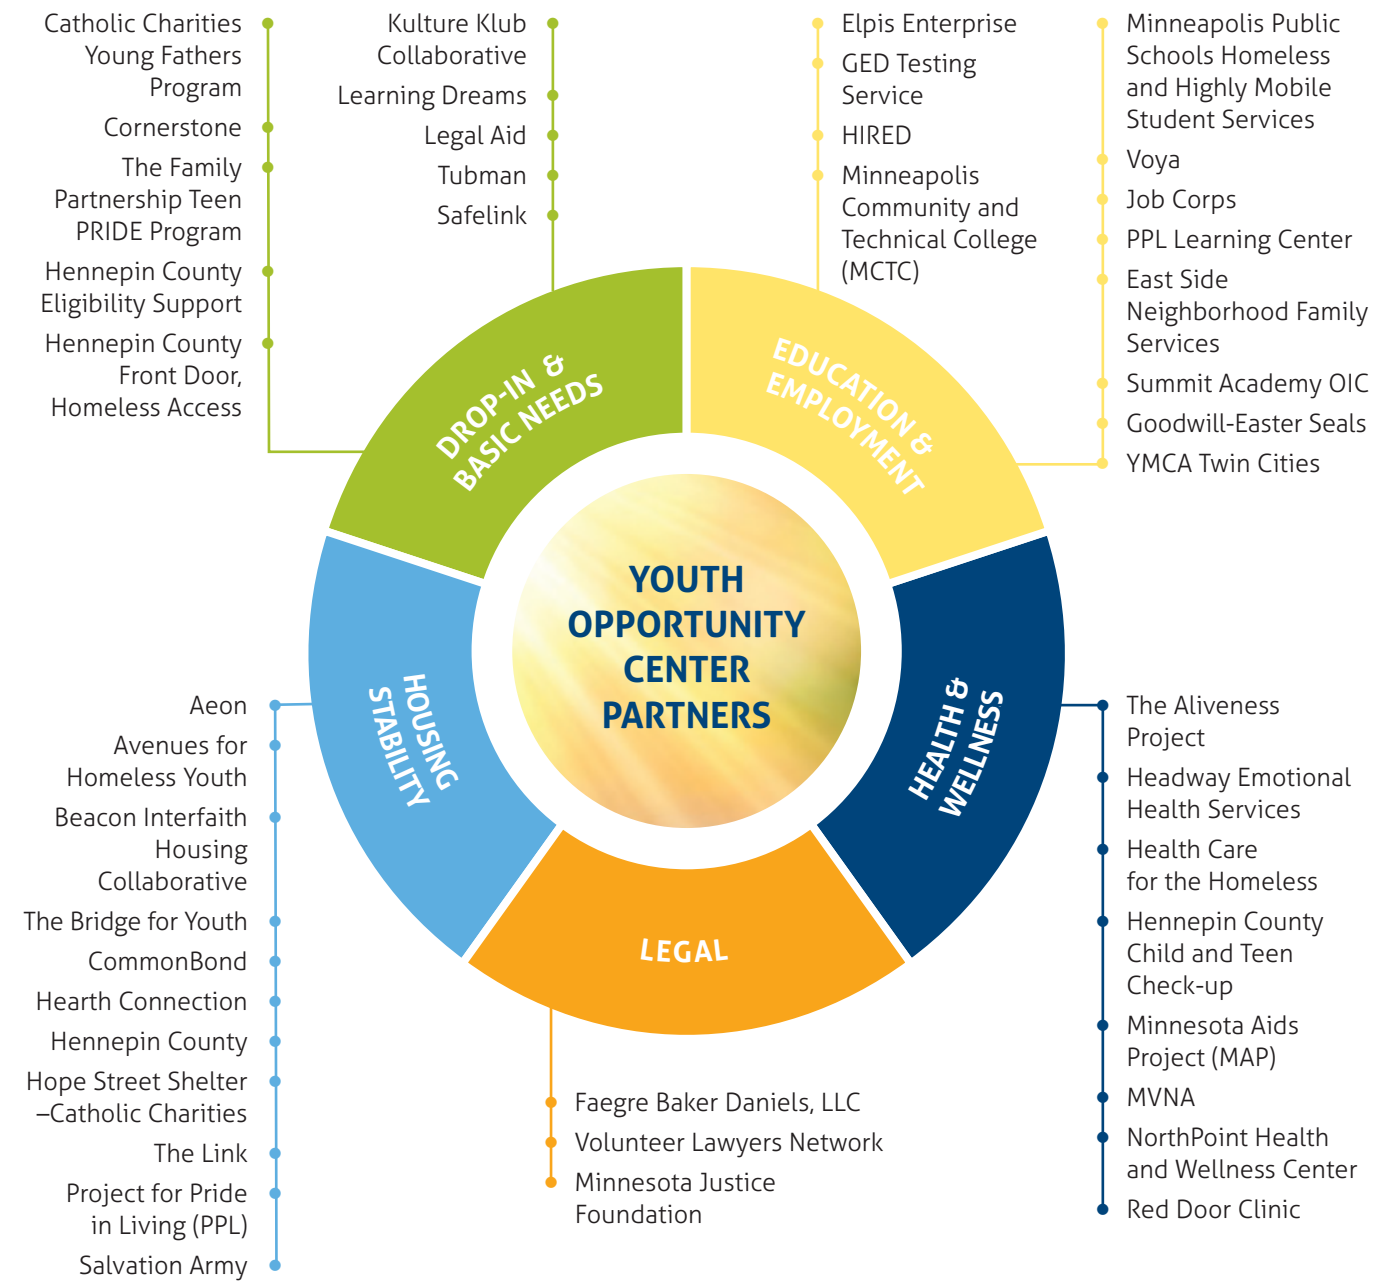 Catholic Charities
Young Fathers
Program
Cornerstone
The Family
Partnership Teen
PRIDE Program
Hennepin County
Eligibility Support
Hennepin County
Front Door,
Homeless Access
Kulture Klub
Collaborative
Learning Dreams
Legal Aid
Tubman
Safelink
Elpis Enterprise
GED Testing
Service
HIRED
Minneapolis
Community and
Technical College
(MCTC)
Minneapolis Public
Schools Homeless
and Highly Mobile
Student Services
Voya
Job Corps
PPL Learning Center
East Side
Neighborhood Family
Services
Summit Academy OIC
Goodwill-Easter Seals
YMCA Twin Cities
DROP-IN &
BASIC NEEDS
EDUCATION &
EMPLOYMENT
YOUTH
OPPORTUNITY
CENTER
PARTNERS
HOUSING
STABILITY
HEALTH &
WELLNESS
LEGAL
Aeon
Avenues for
Homeless Youth
Beacon Interfaith
Housing
Collaborative
The Bridge for Youth
CommonBond
Hearth Connection
Hennepin County
Hope Street Shelter
–Catholic Charities
The Link
Project for Pride
in Living (PPL)
Salvation Army
Faegre Baker Daniels, LLC
Volunteer Lawyers Network
Minnesota Justice
Foundation
The Aliveness
Project
Headway Emotional
Health Services
Health Care
for the Homeless
Hennepin County
Child and Teen
Check-up
Minnesota Aids
Project (MAP)
MVNA
NorthPoint Health
and Wellness Center
Red Door Clinic